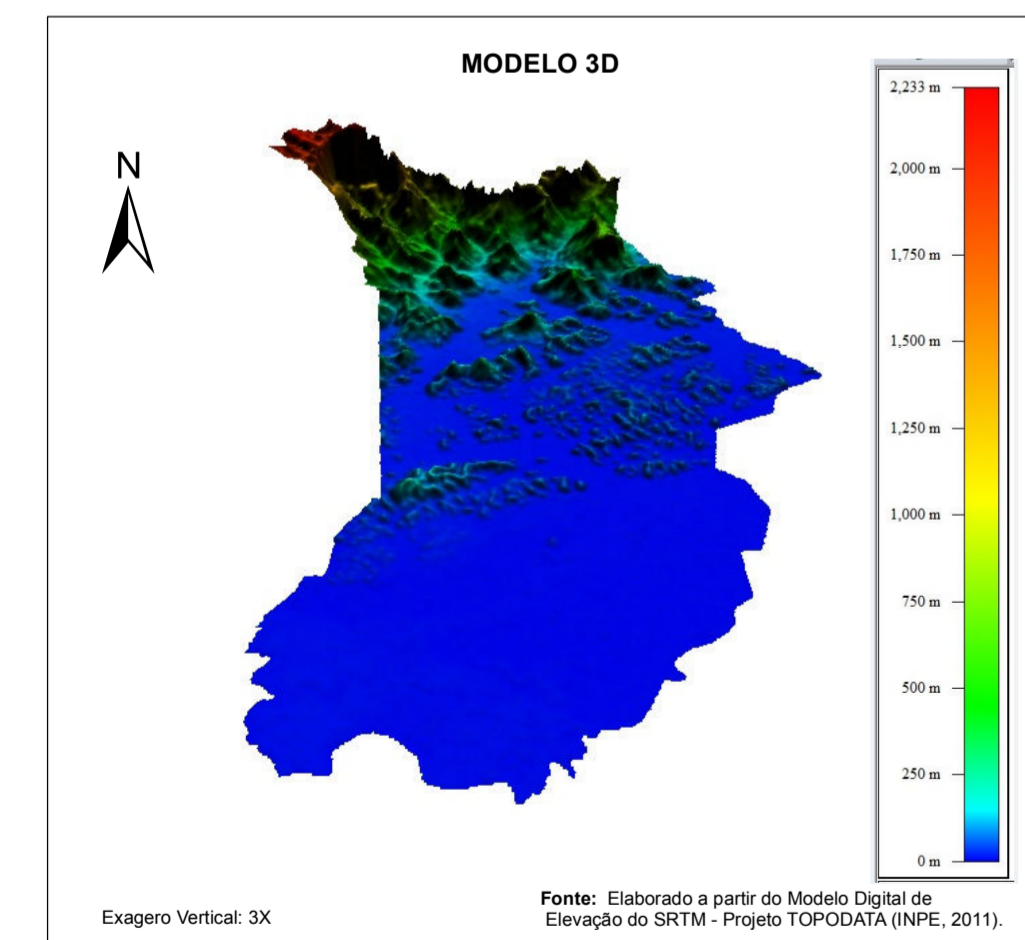 MODELO 3D
N
2,233 m
2,000 m
1,750 m
1,500 m
1,250 m
1,000 m
750 m
500 m
250 m
0 m
Exagero Vertical: 3X
Fonte: Elaborado a partir do Modelo Digital de
Elevação do SRTM - Projeto TOPODATA (INPE, 2011).